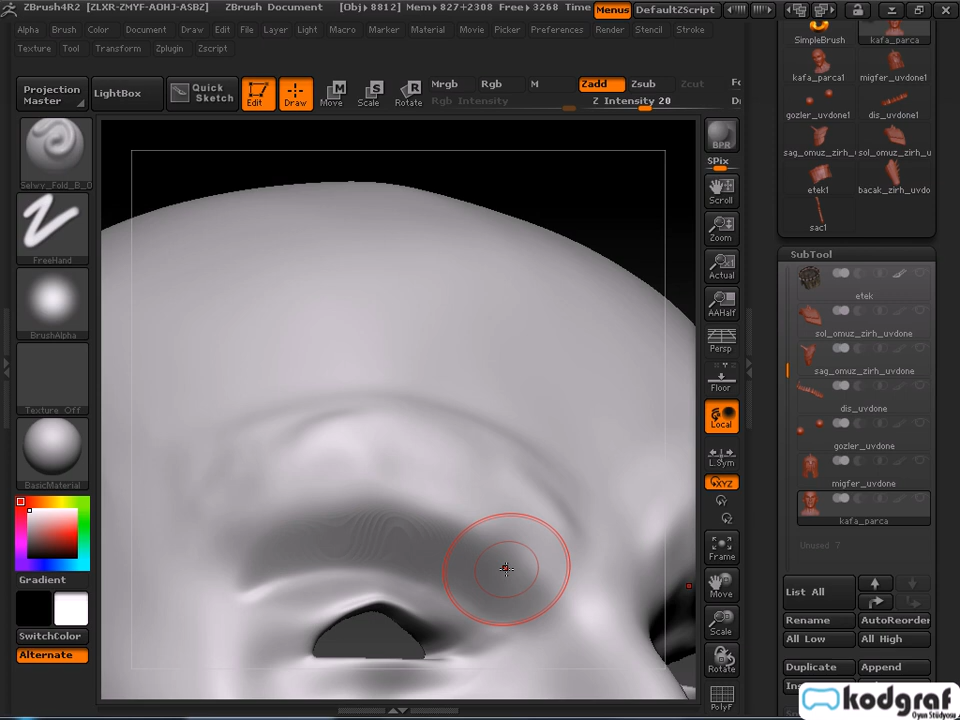 ZBrush4R2 [ZLXR-ZMYF-AOHJ-ASBZ] ZBrush Document [Obj▸8812] Mem▸827+2308 Free▸3268 Time Menus DefaultZScript
Alpha Brush Color Document Draw Edit File Layer Light Macro Marker Material Movie Picker Preferences Render Stencil Stroke
Texture Tool Transform Zplugin Zscript
Projection Master
LightBox
Quick Sketch
Edit
Draw
Move
Scale
Rotate
Mrgb Rgb M Zadd Zsub Zcut
Rgb Intensity Z Intensity 20
Selwy_Fold_B_0
FreeHand
BrushAlpha
Texture Off
BasicMaterial
Gradient
SwitchColor
Alternate
BPR
SPix
Scroll
Zoom
Actual
AAHalf
Persp
Floor
Local
L.Sym
XYZ
Frame
Move
Scale
Rotate
PolyF
SimpleBrush kafa_parca
kafa_parca1 migfer_uvdone1
gozler_uvdone1 dis_uvdone1
sag_omuz_zirh_ sol_omuz_zirh_u
etek1 bacak_zirh_uvdo
sac1
SubTool
etek
sol_omuz_zirh_uvdone
sag_omuz_zirh_uvdone
dis_uvdone
gozler_uvdone
migfer_uvdone
kafa_parca
Unused 7
List All
Rename AutoReorder
All Low All High
Duplicate Append
kodgraf
Oyun Stüdyosu